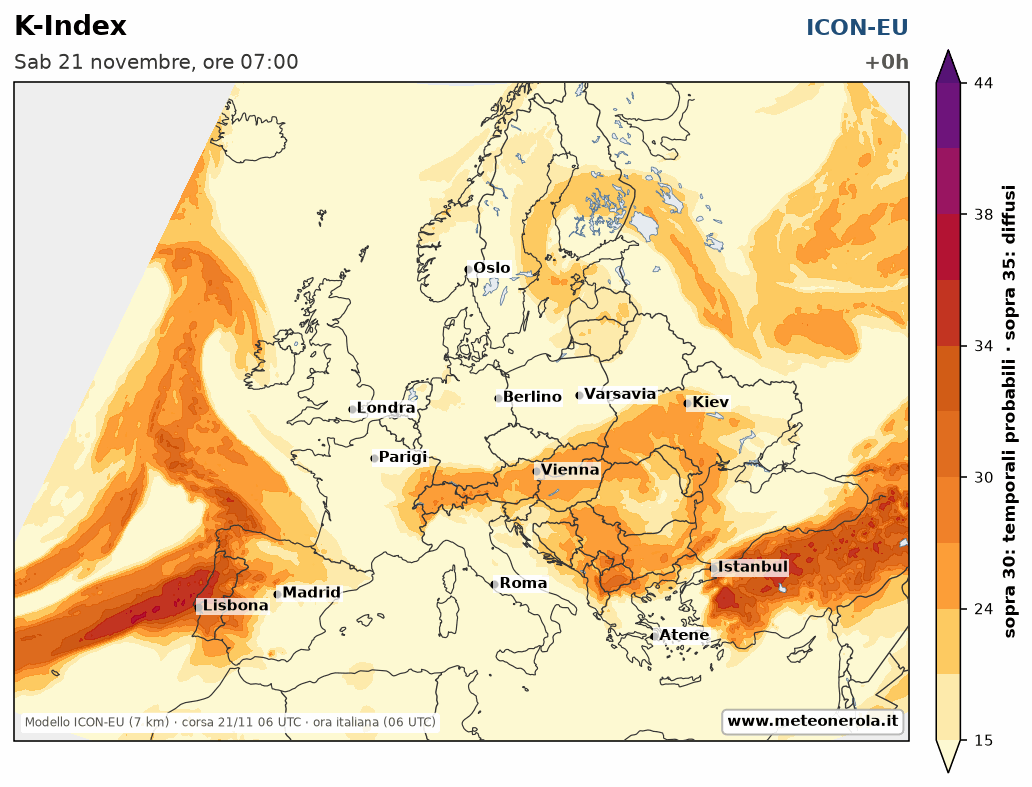 K-Index
ICON-EU
Sab 21 novembre, ore 07:00
+0h
44
38
34
30
24
15
sopra 30: temporali probabili · sopra 35: diffusi
Oslo
Berlino
Varsavia
Kiev
Londra
Parigi
Vienna
Istanbul
Roma
Madrid
Lisbona
Atene
Modello ICON-EU (7 km) · corsa 21/11 06 UTC · ora italiana (06 UTC)
www.meteonerola.it